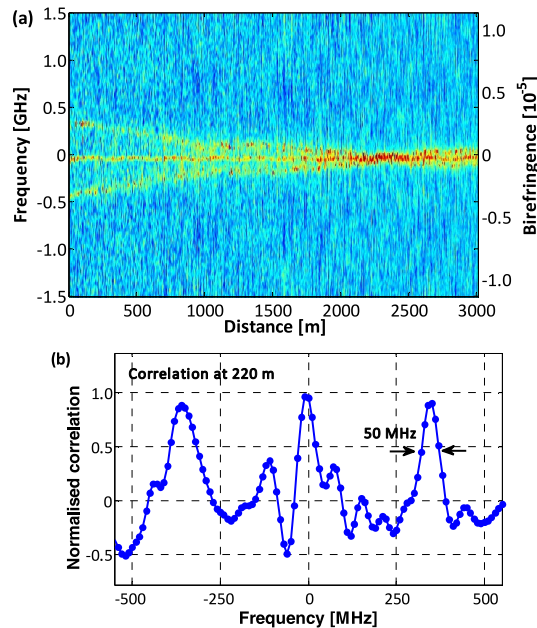 (a)
1.5
1.0
0.5
0
-0.5
-1.0
-1.5
Frequency [GHz]
1.0
0.5
0
-0.5
-1.0
Birefringence [10-5]
0 500 1000 1500 2000 2500 3000
Distance [m]
(b)
Correlation at 220 m
1.0
0.5
0
-0.5
Normalised correlation
50 MHz
-500 -250 0 250 500
Frequency [MHz]